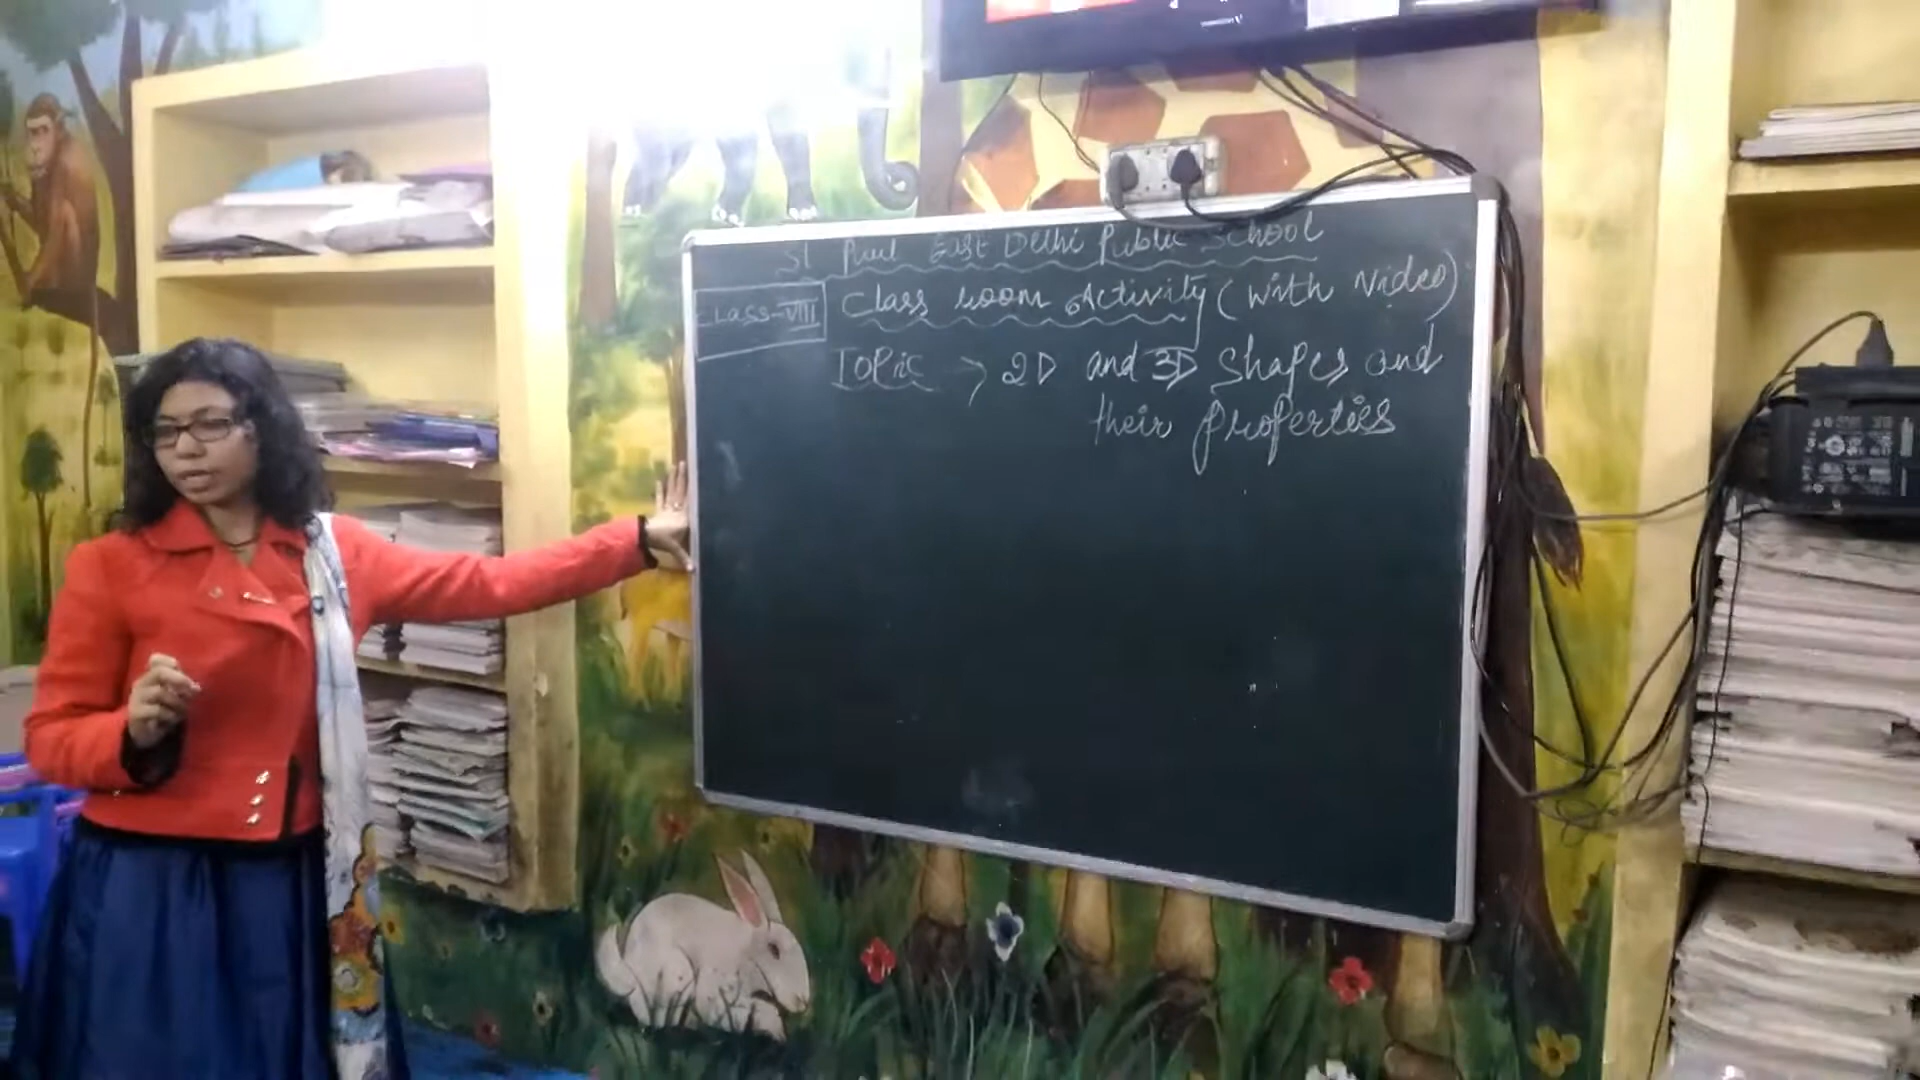 St Paul East Delhi Public School
Class-VIII
Class room Activity (With Video)
Topic → 2D and 3D shapes and
their properties